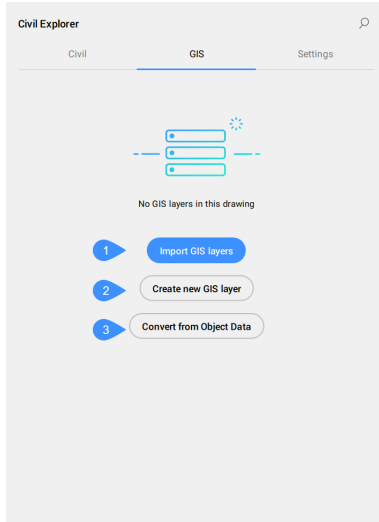 Civil Explorer
Civil GIS Settings
No GIS layers in this drawing
1 Import GIS layers
2 Create new GIS layer
3 Convert from Object Data